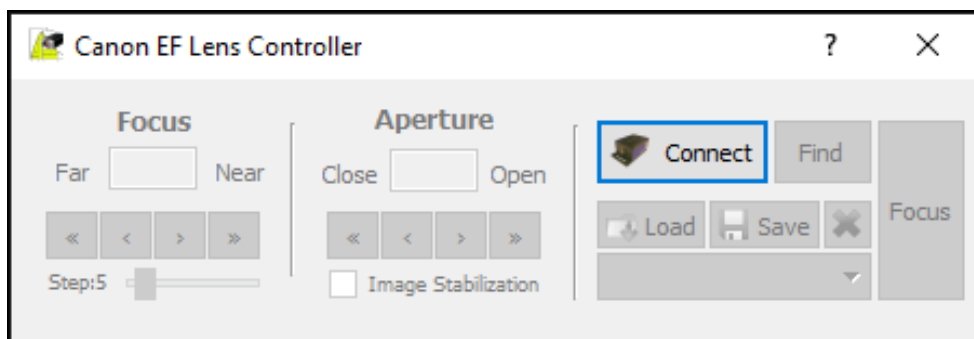 Canon EF Lens Controller ? ×
Focus
Far Near
« < > »
Step:5
Aperture
Close Open
« < > »
Image Stabilization
Connect Find
Load Save
Focus